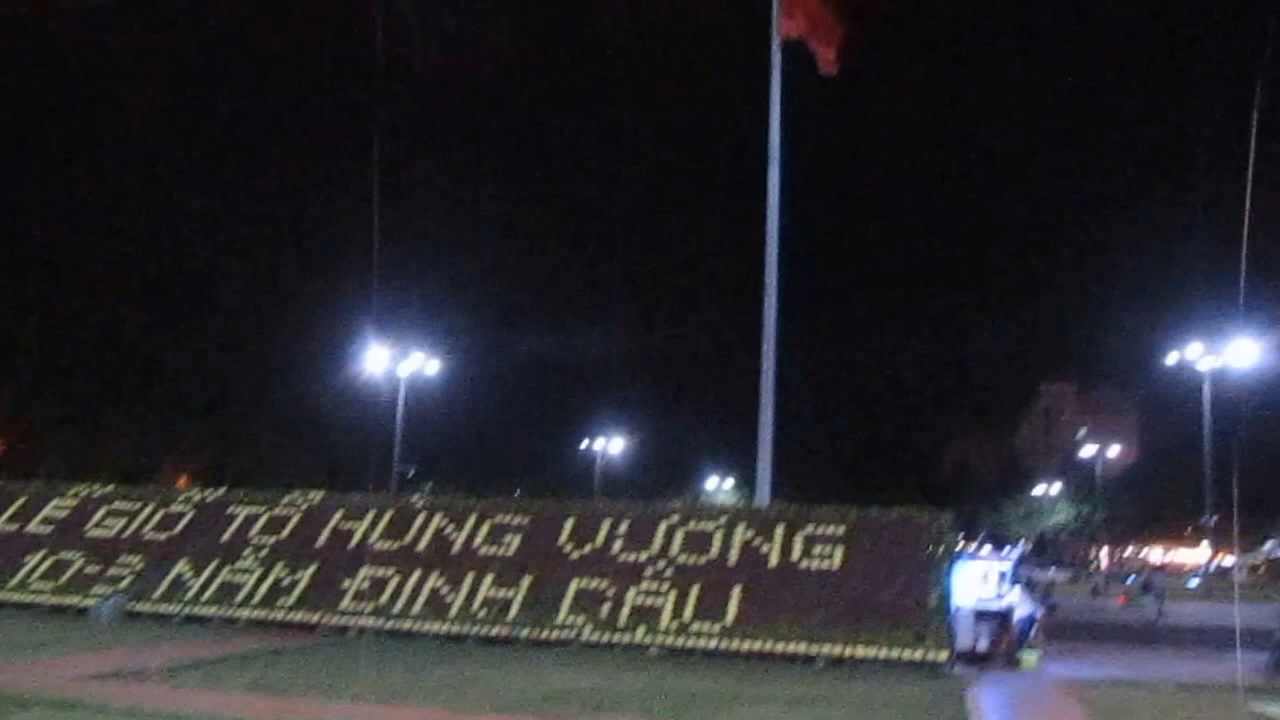 LỄ GIỖ TỔ HÙNG VƯƠNG
10-3 NĂM ĐINH DẬU